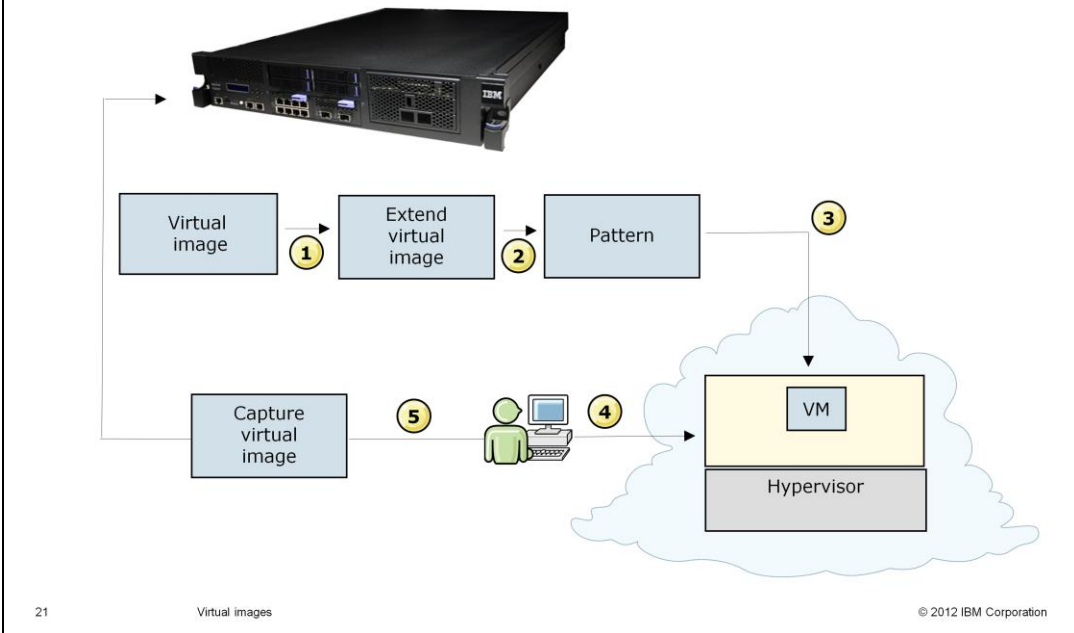 IBM
Virtual
image
1
Extend
virtual
image
2
Pattern
3
Capture
virtual
image
5
4
VM
Hypervisor
21
Virtual images
© 2012 IBM Corporation